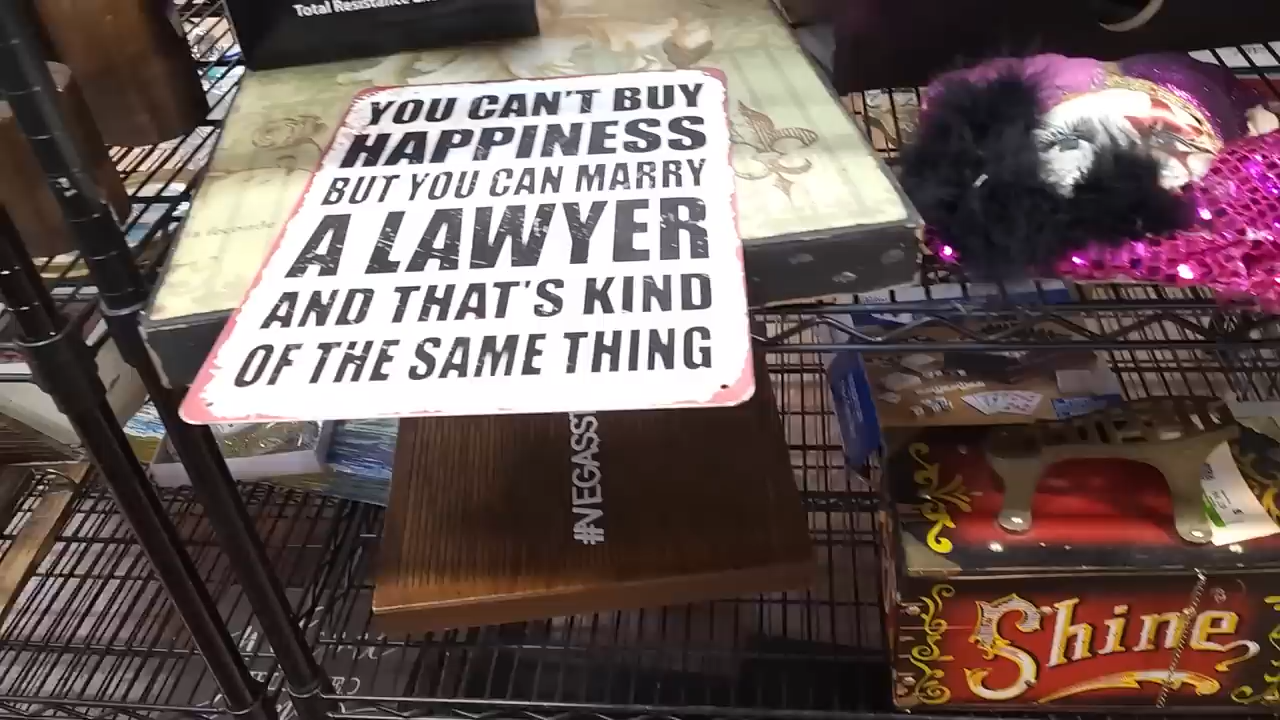 Total Resistance
YOU CAN'T BUY
HAPPINESS
BUT YOU CAN MARRY
A LAWYER
AND THAT'S KIND
OF THE SAME THING
#NEGASST
Shine